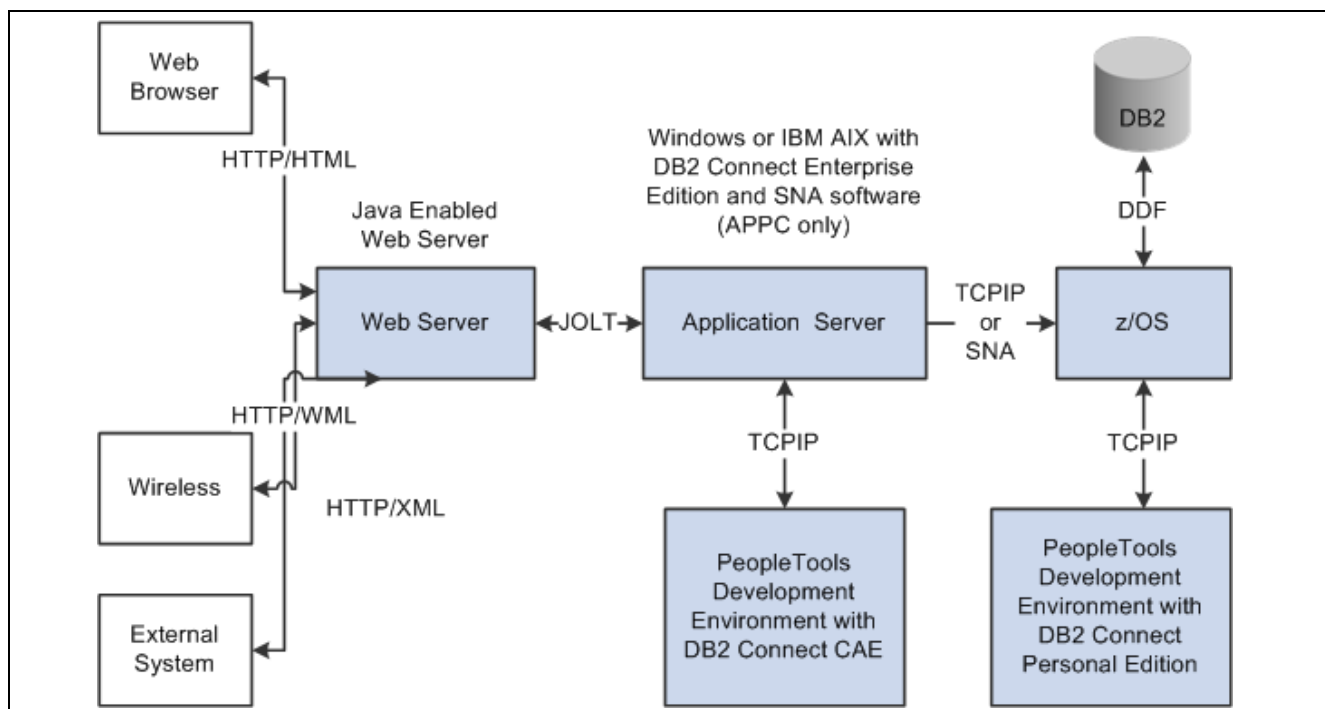 Web
Browser
HTTP/HTML
Java Enabled
Web Server
Windows or IBM AIX with
DB2 Connect Enterprise
Edition and SNA software
(APPC only)
DB2
DDF
Web Server
JOLT
Application Server
TCPIP
or
SNA
z/OS
HTTP/WML
Wireless
HTTP/XML
External
System
TCPIP
PeopleTools
Development
Environment with
DB2 Connect CAE
TCPIP
PeopleTools
Development
Environment with
DB2 Connect
Personal Edition